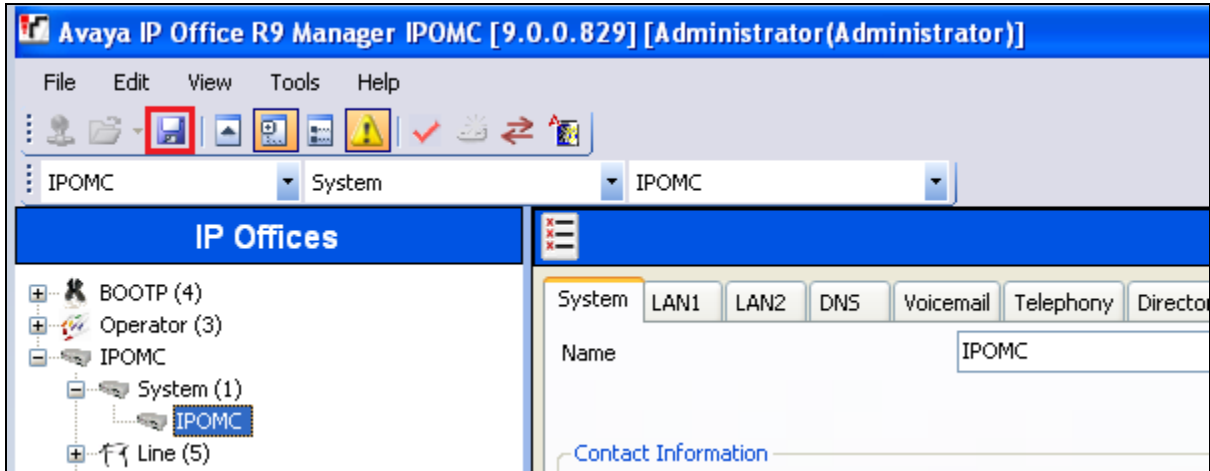 Avaya IP Office R9 Manager IPOMC [9.0.0.829] [Administrator(Administrator)]
File Edit View Tools Help
IPOMC System IPOMC
IP Offices
BOOTP (4)
Operator (3)
IPOMC
System (1)
IPOMC
Line (5)
System LAN1 LAN2 DNS Voicemail Telephony Director
Name IPOMC
Contact Information